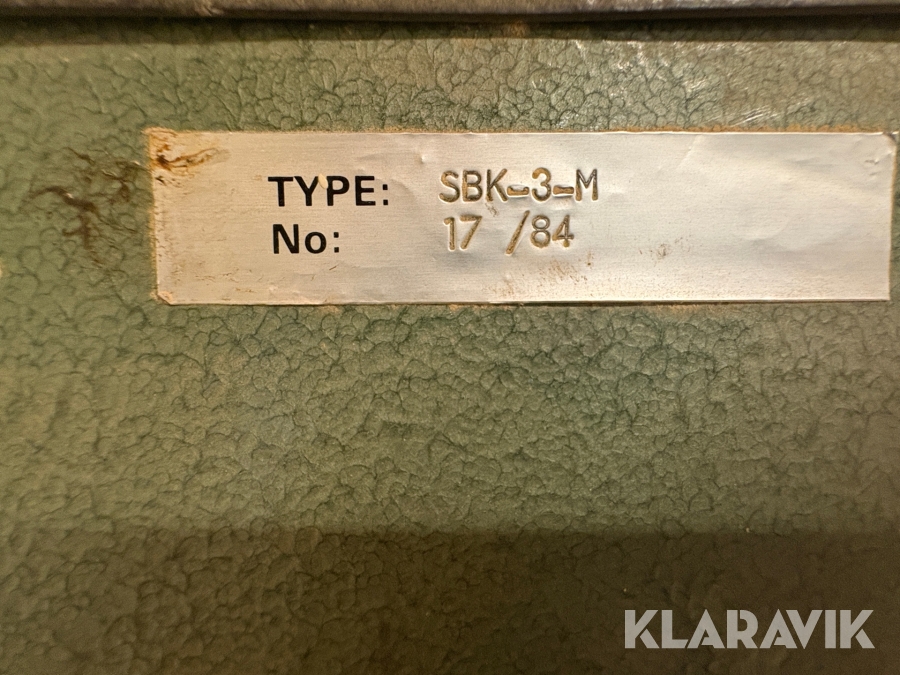 TYPE: SBK-3-M
No: 17 /84
KLARAVIK